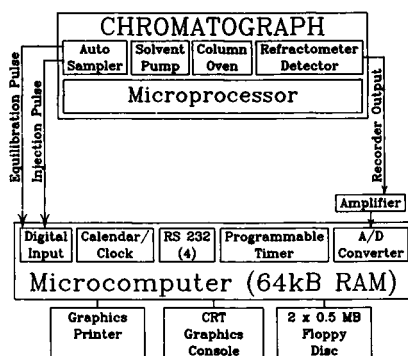 CHROMATOGRAPH
Auto
Sampler
Solvent
Pump
Column
Oven
Refractometer
Detector
Microprocessor
Equilibration Pulse
Injection Pulse
Recorder Output
Amplifier
Digital
Input
Calendar/
Clock
RS 232
(4)
Programmable
Timer
A/D
Converter
Microcomputer (64kB RAM)
Graphics
Printer
CRT
Graphics
Console
2 x 0.5 MB
Floppy
Disc